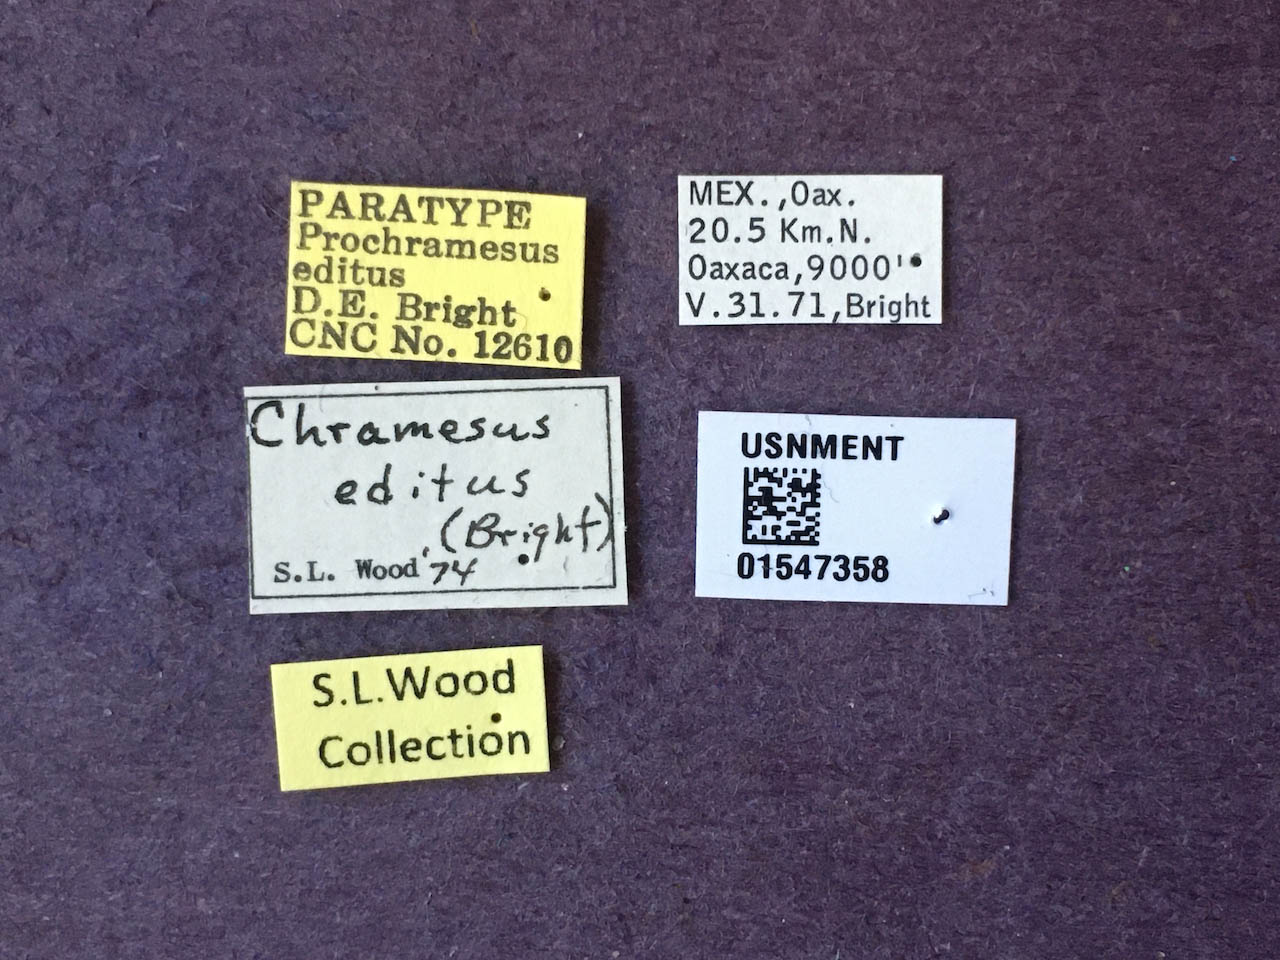 PARATYPE
Prochramesus
editus
D.E. Bright
CNC No. 12610
MEX.,Oax.
20.5 Km.N.
Oaxaca,9000'
V.31.71,Bright
Chramesus
editus
(Bright)
S.L. Wood '74
USNMENT
01547358
S.L.Wood
Collection